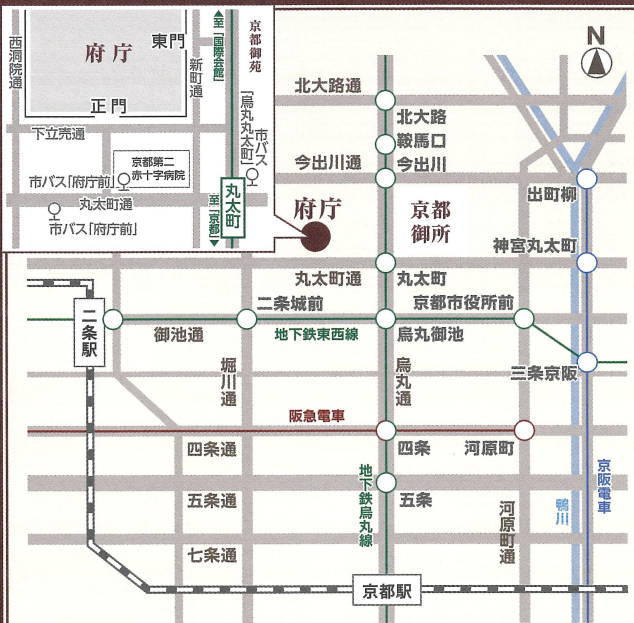 府庁
東門
正門
西洞院通
新町通
▲至「国際会館」
京都御苑
下立売通
京都第二
赤十字病院
市バス「府庁前」
丸太町通
市バス「府庁前」
市バス
「烏丸丸太町」
丸太町
至「京都」▼
N
北大路通
北大路
鞍馬口
今出川通
今出川
出町柳
府庁
京都
御所
神宮丸太町
丸太町通
丸太町
二条城前
京都市役所前
二条駅
御池通
地下鉄東西線
烏丸御池
三条京阪
堀川通
烏丸通
阪急電車
四条通
四条
河原町
地下鉄烏丸線
京阪電車
五条通
五条
河原町通
鴨川
七条通
京都駅